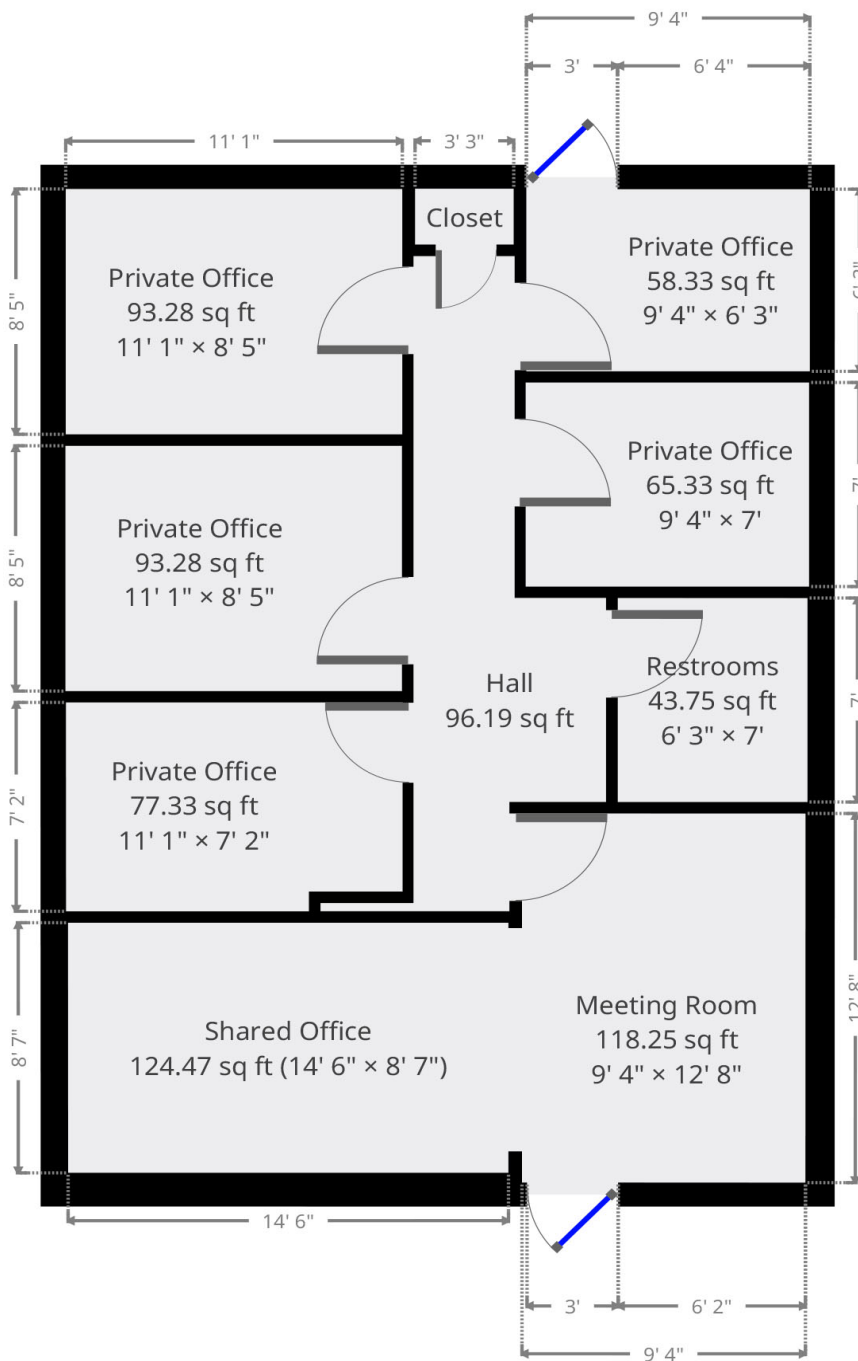 9' 4"
3'
6' 4"
11' 1"
3' 3"
Closet
Private Office
58.33 sq ft
9' 4" × 6' 3"
Private Office
93.28 sq ft
11' 1" × 8' 5"
8' 5"
Private Office
65.33 sq ft
9' 4" × 7'
7'
Private Office
93.28 sq ft
11' 1" × 8' 5"
8' 5"
Hall
96.19 sq ft
Restrooms
43.75 sq ft
6' 3" × 7'
7'
Private Office
77.33 sq ft
11' 1" × 7' 2"
7' 2"
Shared Office
124.47 sq ft (14' 6" × 8' 7")
8' 7"
Meeting Room
118.25 sq ft
9' 4" × 12' 8"
12' 8"
14' 6"
3'
6' 2"
9' 4"